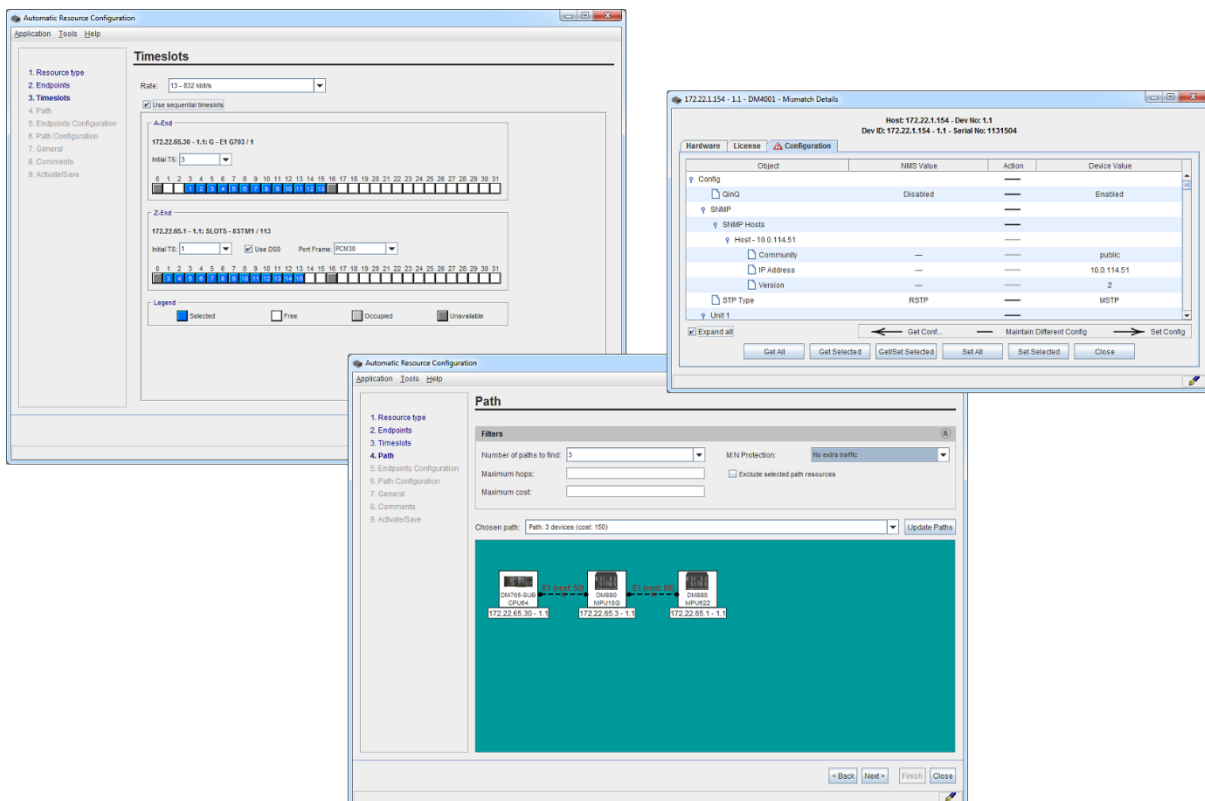 Automatic Resource Configuration
Application Tools Help
1. Resource type
2. Endpoints
3. Timeslots
4. Path
5. Endpoints Configuration
6. Path Configuration
7. General
8. Comments
9. Activate/Save
Timeslots
Rate: 13 - 832 kbit/s
Use sequential timeslots
A-End
172.22.65.30 - 1.1: G - E1 G703 / 1
Initial TS: 3
0 1 2 3 4 5 6 7 8 9 10 11 12 13 14 15 16 17 18 19 20 21 22 23 24 25 26 27 28 29 30 31
1 2 3 4 5 6 7 8 9 10 11 12 13
Z-End
172.22.65.1 - 1.1: SLOT5 - 8STM1 / 113
Initial TS: 1 Use DS0 Port Frame: PCM30
0 1 2 3 4 5 6 7 8 9 10 11 12 13 14 15 16 17 18 19 20 21 22 23 24 25 26 27 28 29 30 31
3 4 5 6 7 8 9 10 11 12 13 14 15
Legend
Selected Free Occupied Unavailable
172.22.1.154 - 1.1 - DM4001 - Mismatch Details
Host: 172.22.1.154 - Dev No: 1.1
Dev ID: 172.22.1.154 - 1.1 - Serial No: 1131504
Hardware License Configuration
Object NMS Value Action Device Value
Config —
QinQ Disabled — Enabled
SNMP —
SNMP Hosts —
Host - 10.0.114.51 —
Community — — public
IP Address — — 10.0.114.51
Version — — 2
STP Type RSTP — MSTP
Unit 1 —
Expand all Get Conf... Maintain Different Config Set Config
Get All Get Selected Get/Set Selected Set All Set Selected Close
Automatic Resource Configuration
Application Tools Help
1. Resource type
2. Endpoints
3. Timeslots
4. Path
5. Endpoints Configuration
6. Path Configuration
7. General
8. Comments
9. Activate/Save
Path
Filters
Number of paths to find: 3 M:N Protection: No extra traffic
Maximum hops: Exclude selected path resources
Maximum cost:
Chosen path: Path: 3 devices (cost: 150) Update Paths
E1 (cost: 50) E1 (cost: 50)
DM705-SUB DM880 DM880
CPU64 MPU10G MPU622
172.22.65.30 - 1.1 172.22.65.3 - 1.1 172.22.65.1 - 1.1
< Back Next > Finish Close